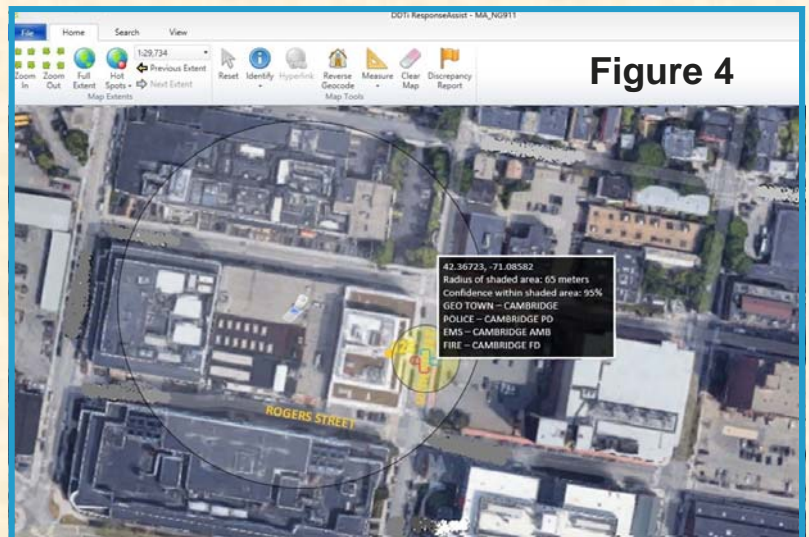 DDTi ResponseAssist - MA_NG911
File Home Search View
Zoom In
Zoom Out
Full Extent
Hot Spots
1:29,734
Previous Extent
Next Extent
Map Extents
Reset
Identify
Hyperlink
Reverse Geocode
Measure
Clear Map
Discrepancy Report
Map Tools
Figure 4
42.36723, -71.08582
Radius of shaded area: 65 meters
Confidence within shaded area: 95%
GEO TOWN – CAMBRIDGE
POLICE – CAMBRIDGE PD
EMS – CAMBRIDGE AMB
FIRE – CAMBRIDGE FD
ROGERS STREET